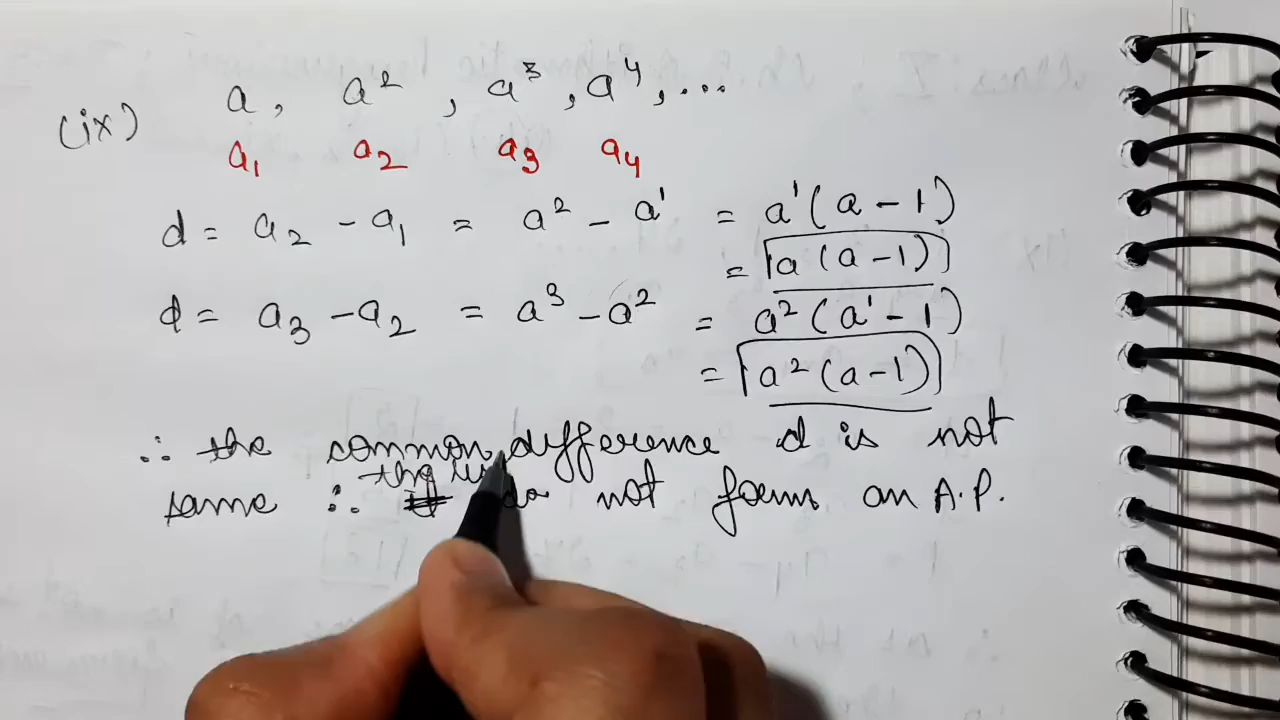 (ix) a, a², a³, a⁴, ...
a₁ a₂ a₃ a₄
d = a₂ - a₁ = a² - a¹ = a¹(a - 1)
= a(a - 1)
d = a₃ - a₂ = a³ - a² = a²(a¹ - 1)
= a²(a - 1)
∴ the common difference d is not
same ∴ do not form an A.P.